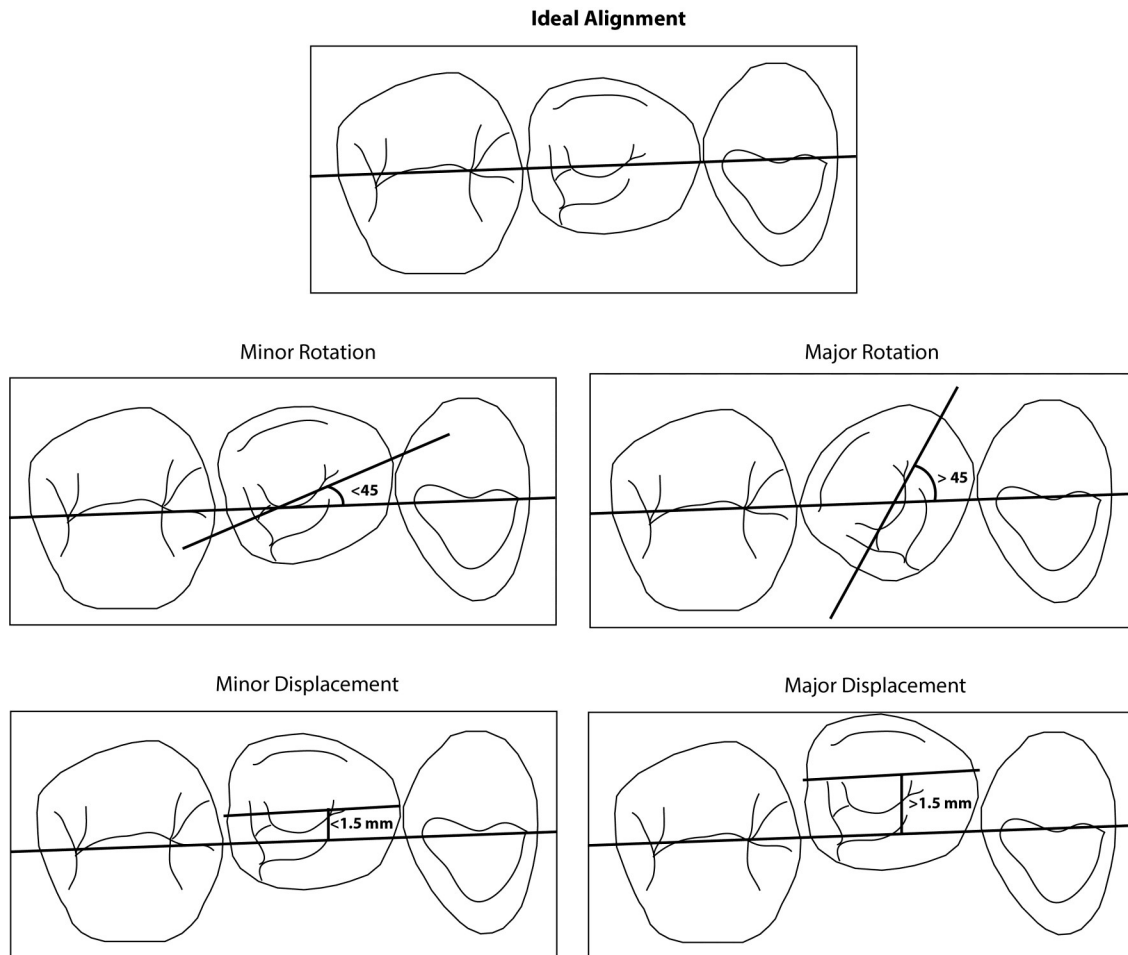 Ideal Alignment
Minor Rotation
Major Rotation
<45
> 45
Minor Displacement
Major Displacement
<1.5 mm
>1.5 mm